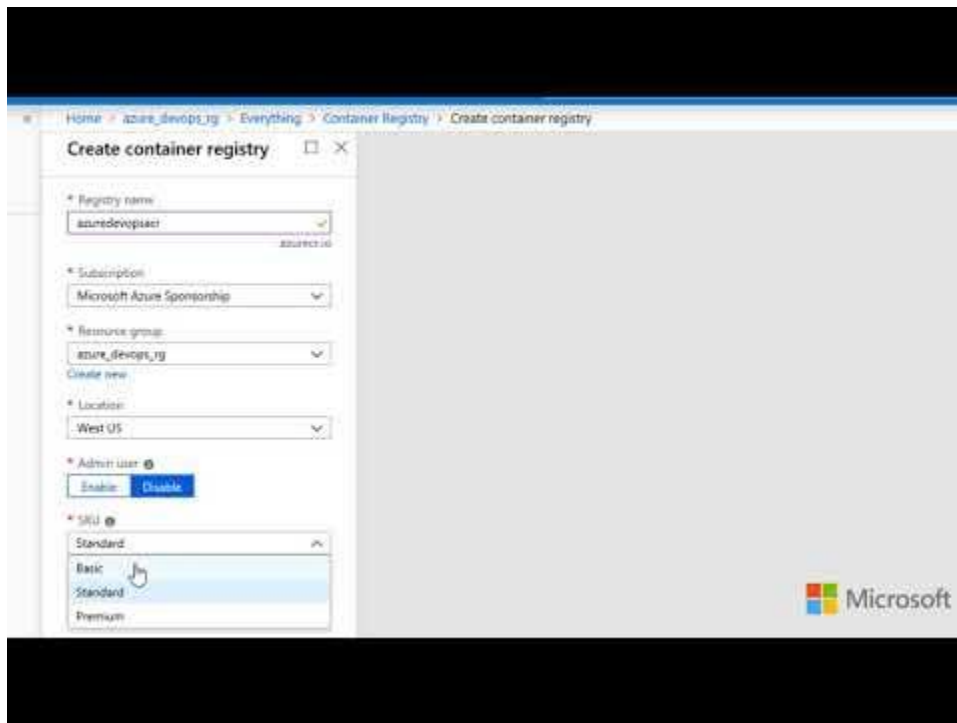 Home > azure_devops_rg > Everything > Container Registry > Create container registry
Create container registry
* Registry name
azuredevopsacr
.azurecr.io
* Subscription
Microsoft Azure Sponsorship
* Resource group
azure_devops_rg
Create new
* Location
West US
* Admin user
Enable Disable
* SKU
Standard
Basic
Standard
Premium
Microsoft